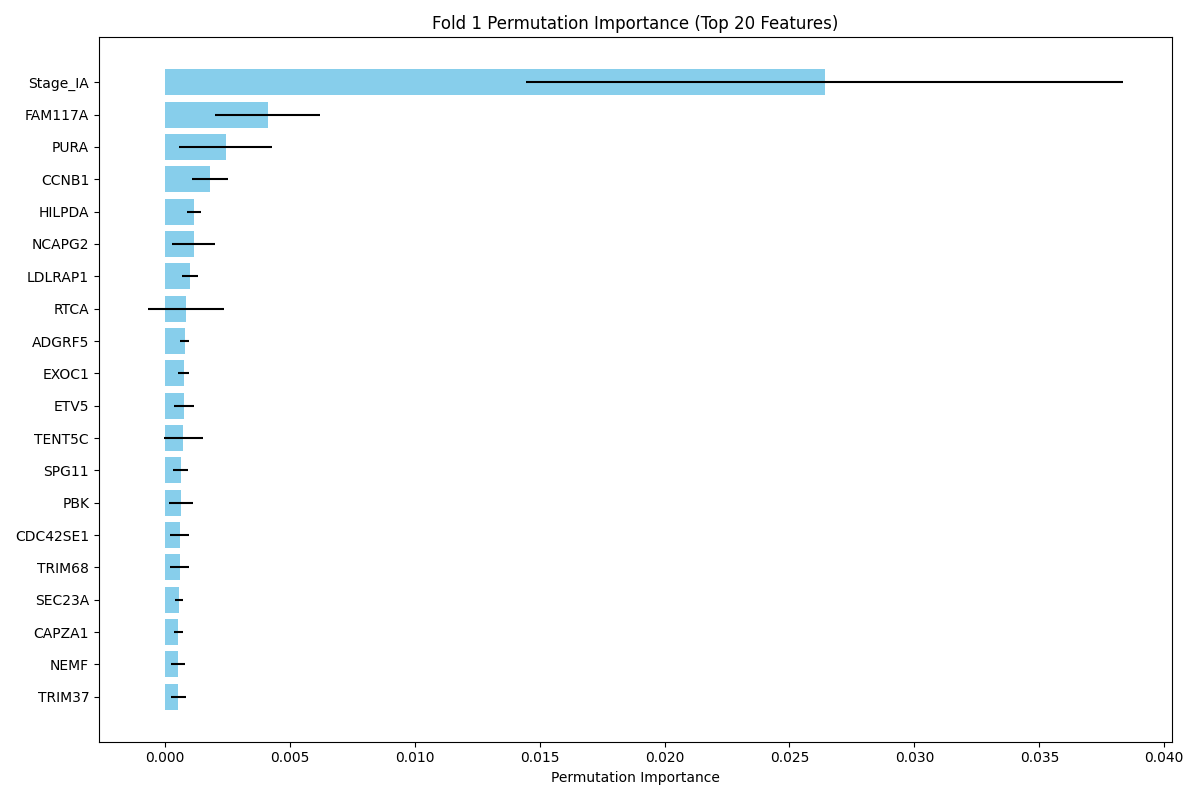 Fold 1 Permutation Importance (Top 20 Features)
Stage_IA
FAM117A
PURA
CCNB1
HILPDA
NCAPG2
LDLRAP1
RTCA
ADGRF5
EXOC1
ETV5
TENT5C
SPG11
PBK
CDC42SE1
TRIM68
SEC23A
CAPZA1
NEMF
TRIM37
0.000 0.005 0.010 0.015 0.020 0.025 0.030 0.035 0.040
Permutation Importance